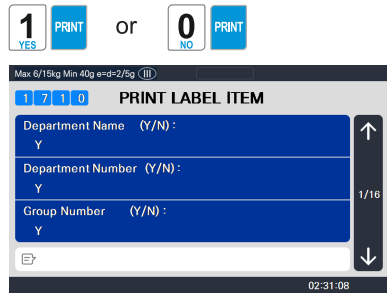 1 PRINT or 0 PRINT
YES NO
Max 6/15kg Min 40g e=d=2/5g III
1 7 1 0 PRINT LABEL ITEM
Department Name (Y/N) :
Y
Department Number (Y/N) :
Y
Group Number (Y/N) :
Y
1/16
02:31:08